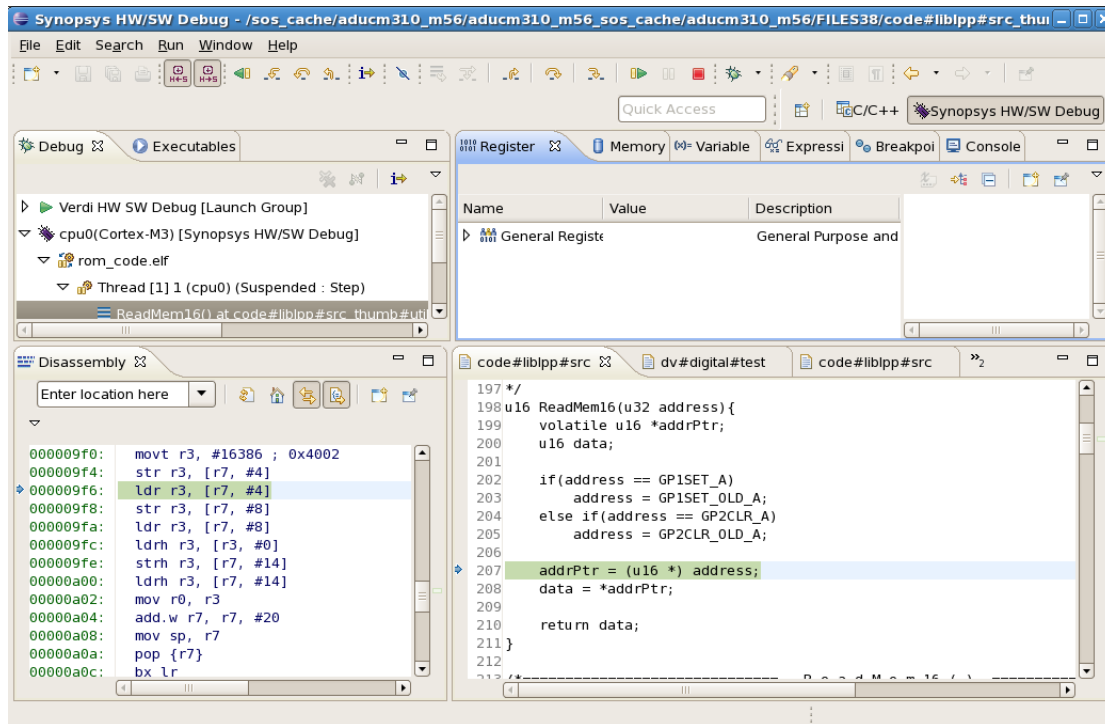 Synopsys HW/SW Debug - /sos_cache/aducm310_m56/aducm310_m56_sos_cache/aducm310_m56/FILES38/code#liblpp#src_thu
File Edit Search Run Window Help
Quick Access
C/C++
Synopsys HW/SW Debug
Debug
Executables
Verdi HW SW Debug [Launch Group]
cpu0(Cortex-M3) [Synopsys HW/SW Debug]
rom_code.elf
Thread [1] 1 (cpu0) (Suspended : Step)
ReadMem16() at code#liblpp#src_thumb#uti
Register
Memory
Variable
Expressi
Breakpoi
Console
Name Value Description
General Registe General Purpose and
Disassembly
Enter location here
000009f0: movt r3, #16386 ; 0x4002
000009f4: str r3, [r7, #4]
000009f6: ldr r3, [r7, #4]
000009f8: str r3, [r7, #8]
000009fa: ldr r3, [r7, #8]
000009fc: ldrh r3, [r3, #0]
000009fe: strh r3, [r7, #14]
00000a00: ldrh r3, [r7, #14]
00000a02: mov r0, r3
00000a04: add.w r7, r7, #20
00000a08: mov sp, r7
00000a0a: pop {r7}
00000a0c: bx lr
code#liblpp#src
dv#digital#test
code#liblpp#src
»2
197 */
198 u16 ReadMem16(u32 address){
199 volatile u16 *addrPtr;
200 u16 data;
201
202 if(address == GP1SET_A)
203 address = GP1SET_OLD_A;
204 else if(address == GP2CLR_A)
205 address = GP2CLR_OLD_A;
206
207 addrPtr = (u16 *) address;
208 data = *addrPtr;
209
210 return data;
211 }
212